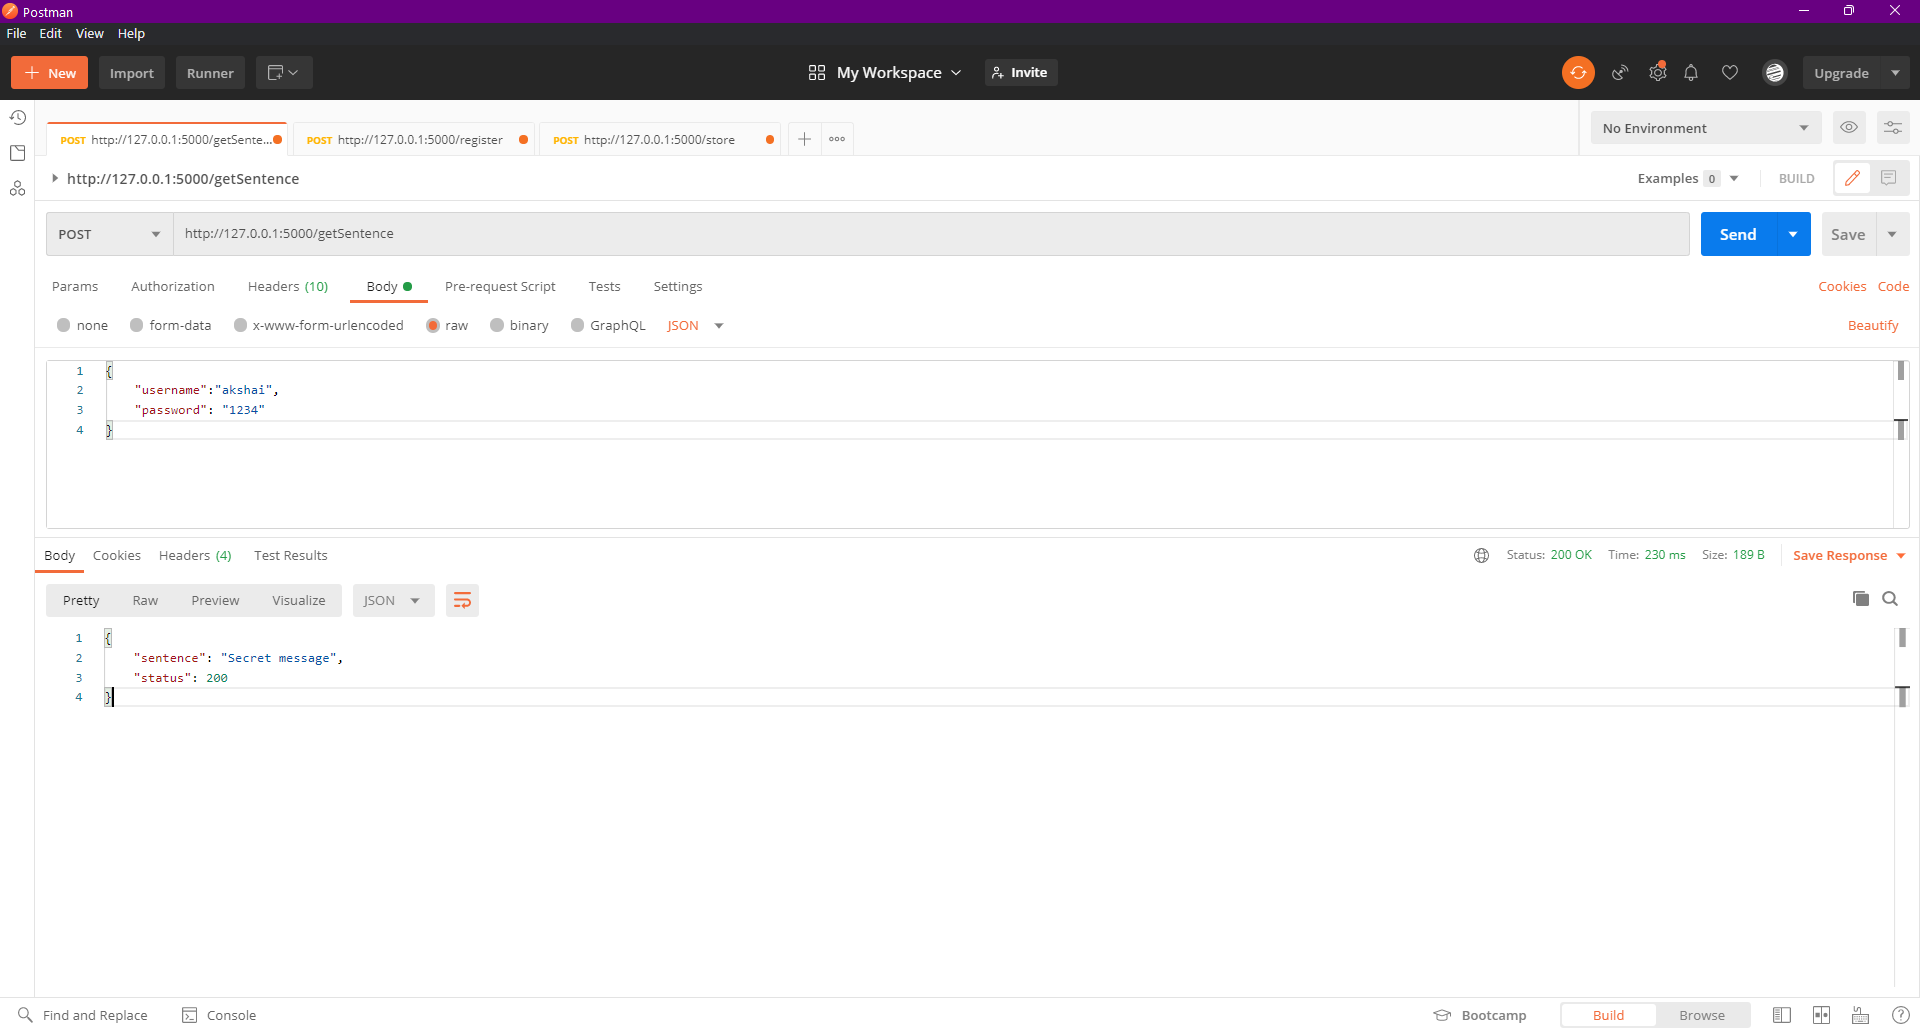 Postman
File Edit View Help
New Import Runner My Workspace Invite Upgrade
POST http://127.0.0.1:5000/getSente... POST http://127.0.0.1:5000/register POST http://127.0.0.1:5000/store No Environment
http://127.0.0.1:5000/getSentence Examples 0 BUILD
POST http://127.0.0.1:5000/getSentence Send Save
Params Authorization Headers (10) Body Pre-request Script Tests Settings Cookies Code
none form-data x-www-form-urlencoded raw binary GraphQL JSON Beautify
1 {
2 "username":"akshai",
3 "password": "1234"
4 }
Body Cookies Headers (4) Test Results Status: 200 OK Time: 230 ms Size: 189 B Save Response
Pretty Raw Preview Visualize JSON
1 {
2 "sentence": "Secret message",
3 "status": 200
4 }
Find and Replace Console Bootcamp Build Browse